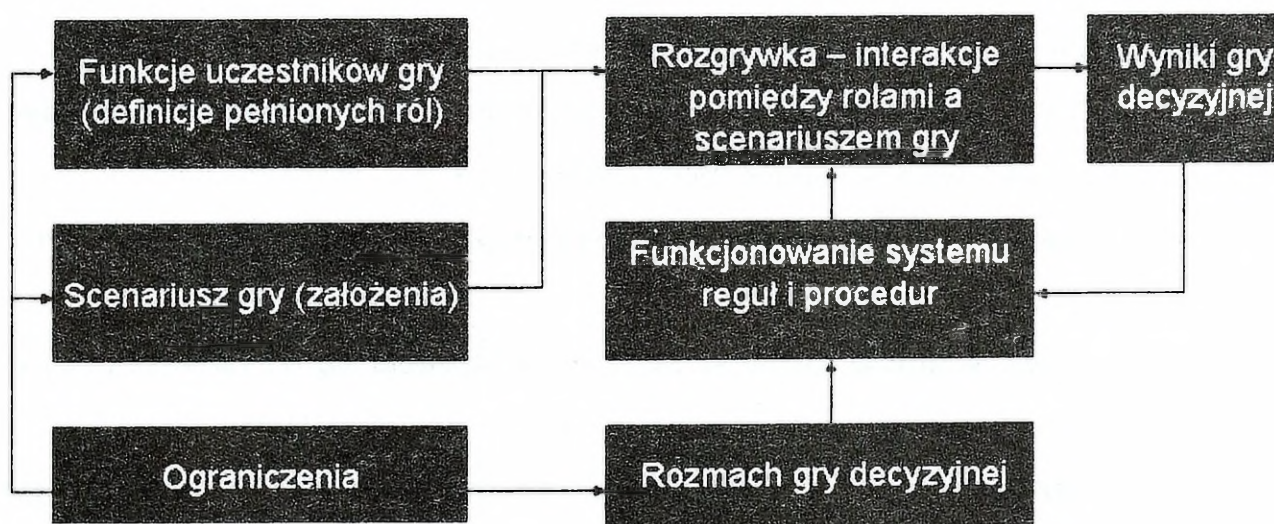 Funkcje uczestników gry
(definicje pełnionych ról)
Rozgrywka – interakcje
pomiędzy rolami a
scenariuszem gry
Wyniki gry
decyzyjnej
Scenariusz gry (założenia)
Funkcjonowanie systemu
reguł i procedur
Ograniczenia
Rozmach gry decyzyjnej